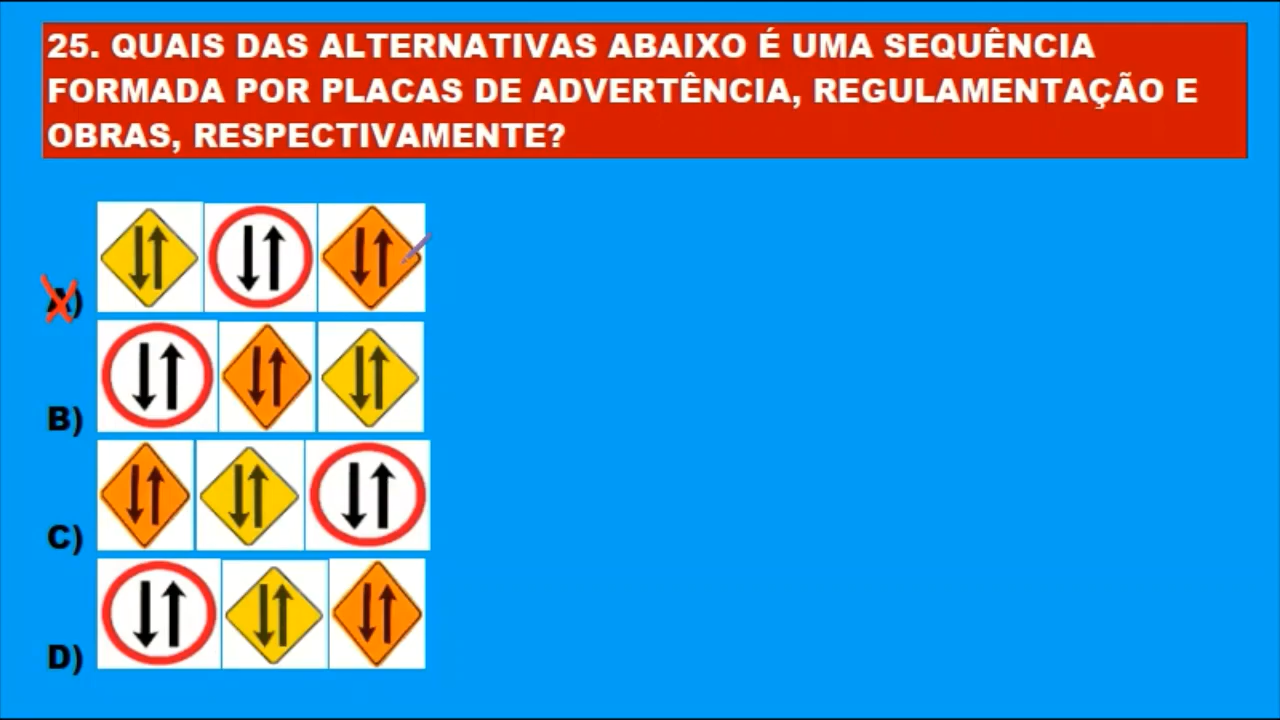 25. QUAIS DAS ALTERNATIVAS ABAIXO É UMA SEQUÊNCIA
FORMADA POR PLACAS DE ADVERTÊNCIA, REGULAMENTAÇÃO E
OBRAS, RESPECTIVAMENTE?
A)
B)
C)
D)